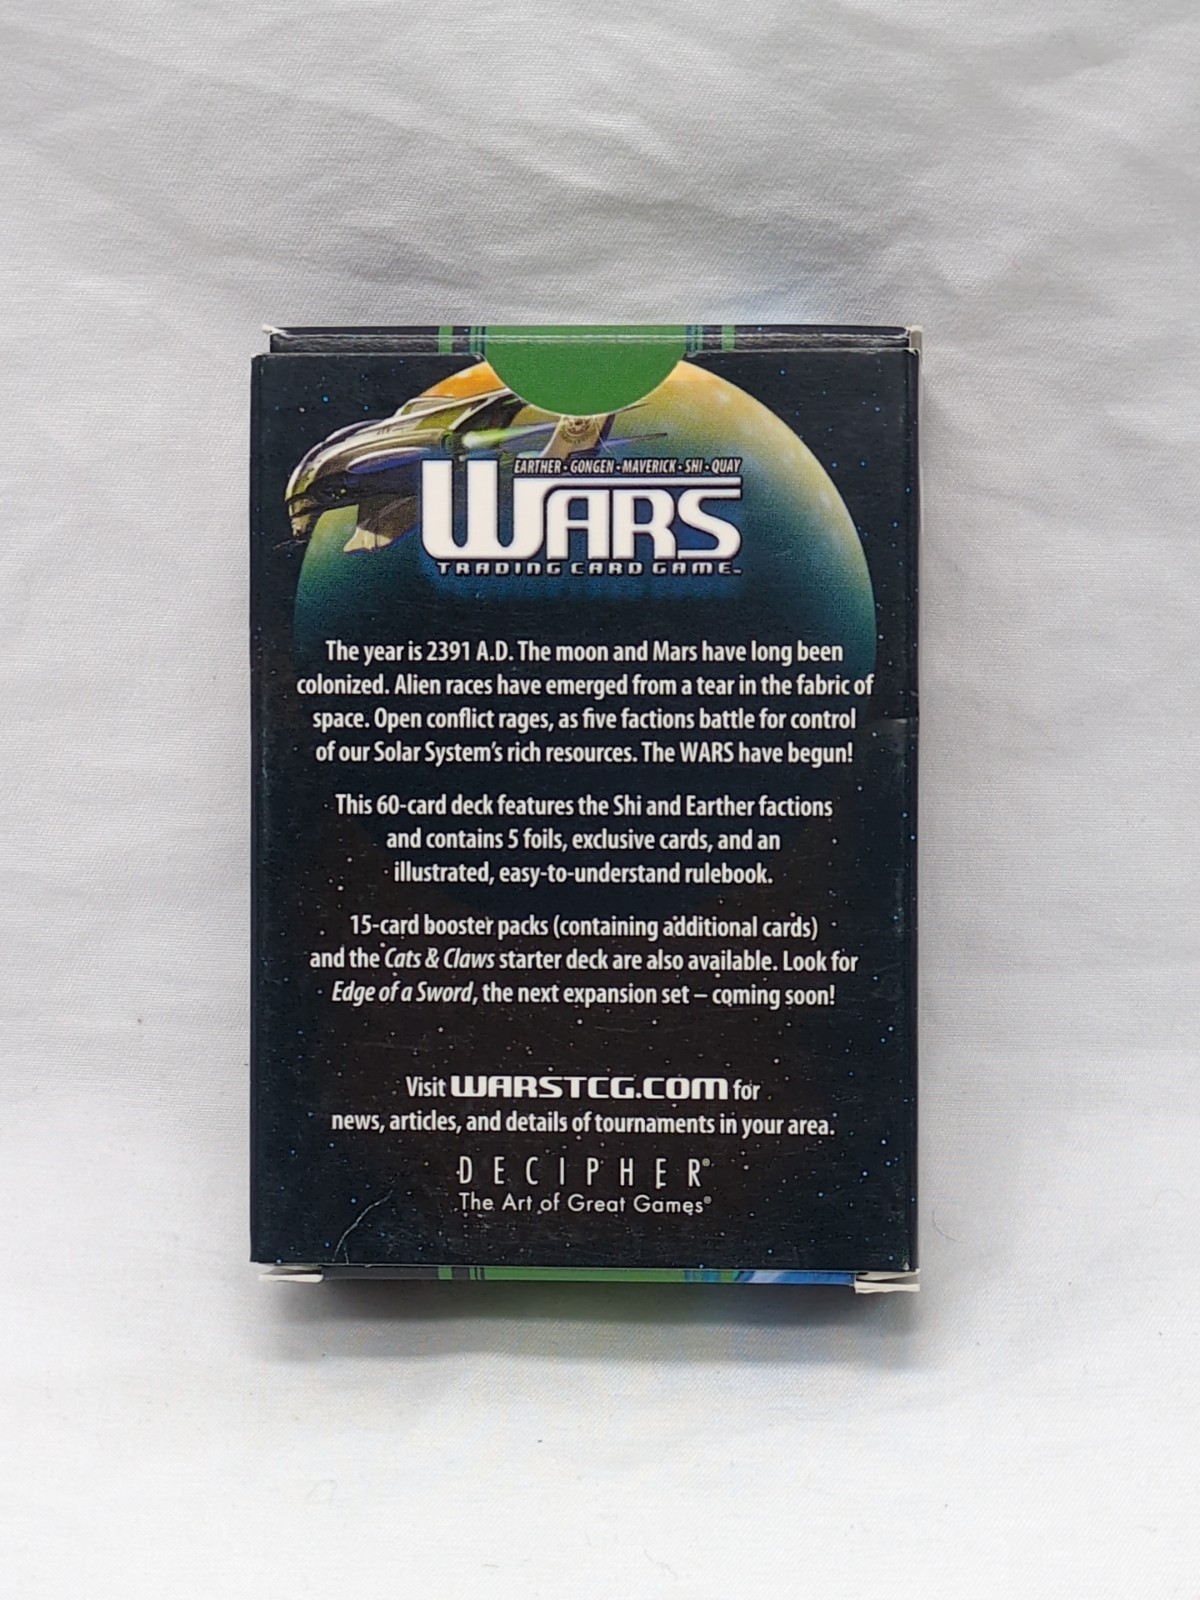 EARTHER • GONGEN • MAVERICK • SHI • QUAY
WARS
TRADING CARD GAME™
The year is 2391 A.D. The moon and Mars have long been
colonized. Alien races have emerged from a tear in the fabric of
space. Open conflict rages, as five factions battle for control
of our Solar System's rich resources. The WARS have begun!
This 60-card deck features the Shi and Earther factions
and contains 5 foils, exclusive cards, and an
illustrated, easy-to-understand rulebook.
15-card booster packs (containing additional cards)
and the Cats & Claws starter deck are also available. Look for
Edge of a Sword, the next expansion set – coming soon!
Visit WARSTCG.COM for
news, articles, and details of tournaments in your area.
DECIPHER®
The Art of Great Games®